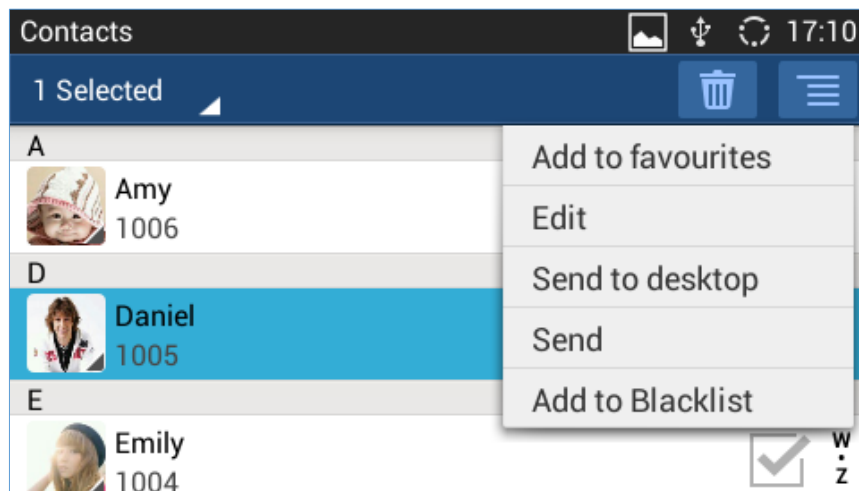 Contacts 17:10
1 Selected
A
Amy
1006
D
Daniel
1005
E
Emily
1004
Add to favourites
Edit
Send to desktop
Send
Add to Blacklist
W
.
Z